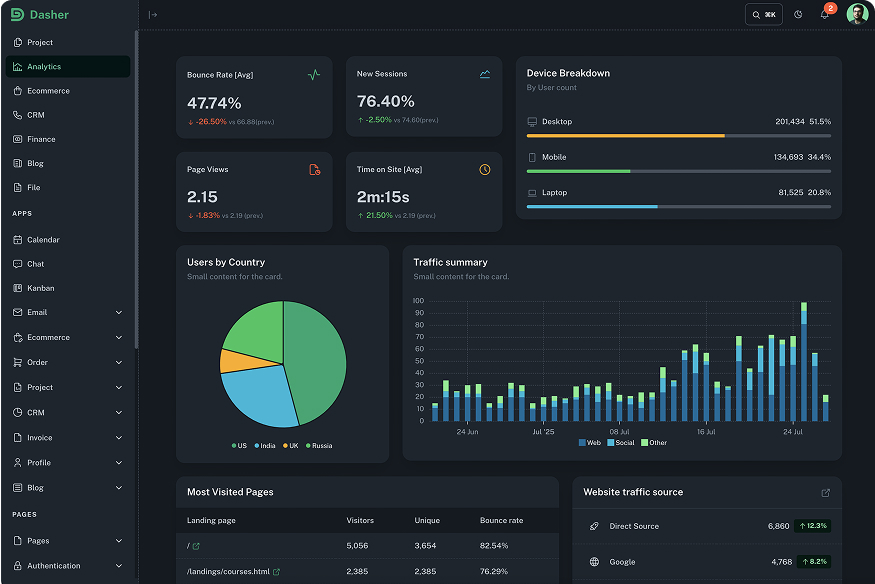 Dasher
⌘K
2
Project
Analytics
Ecommerce
CRM
Finance
Blog
File
APPS
Calendar
Chat
Kanban
Email
Ecommerce
Order
Project
CRM
Invoice
Profile
Blog
PAGES
Pages
Authentication
Bounce Rate [Avg]
47.74%
↓ -26.50% vs 66.88(prev.)
New Sessions
76.40%
↑ -2.50% vs 74.60(prev.)
Page Views
2.15
↓ -1.83% vs 2.19 (prev.)
Time on Site [Avg]
2m:15s
↑ 21.50% vs 2.19 (prev.)
Device Breakdown
By User count
Desktop 201,434 51.5%
Mobile 134,693 34.4%
Laptop 81,525 20.8%
Users by Country
Small content for the card.
US India UK Russia
Traffic summary
Small content for the card.
100
90
80
70
60
50
40
30
20
10
0
24 Jun Jul '25 08 Jul 16 Jul 24 Jul
Web Social Other
Most Visited Pages
Landing page Visitors Unique Bounce rate
/ 5,056 3,654 82.54%
/landings/courses.html 2,385 2,385 76.29%
Website traffic source
Direct Source 6,860 ↑ 12.3%
Google 4,768 ↑ 8.2%